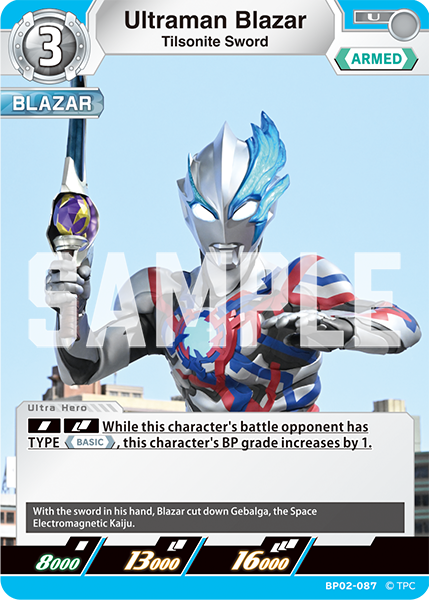 3
Ultraman Blazar
Tilsonite Sword
U
ARMED
BLAZAR
SAMPLE
Ultra Hero
While this character's battle opponent has
TYPE BASIC, this character's BP grade increases by 1.
With the sword in his hand, Blazar cut down Gebalga, the Space
Electromagnetic Kaiju.
8000 13000 16000
BP02-087 © TPC